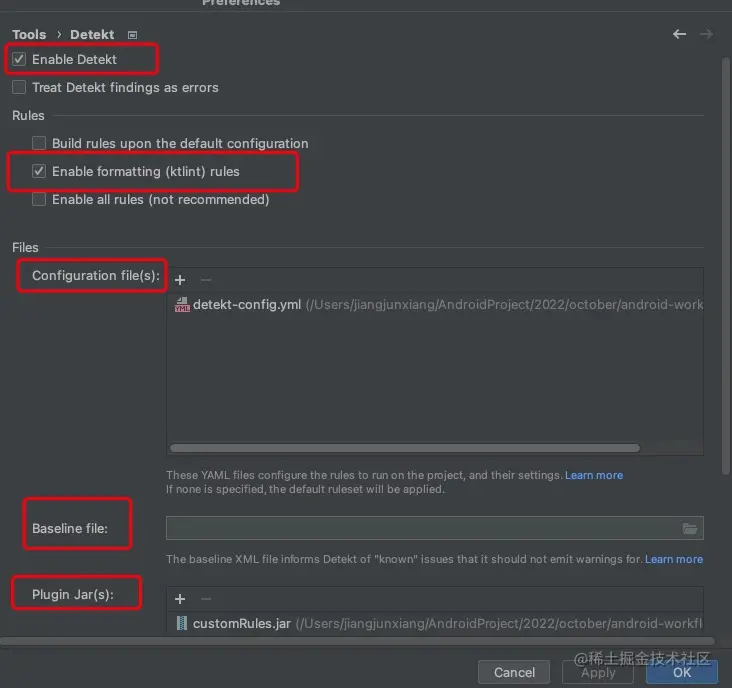 Preferences
Tools › Detekt
Enable Detekt
Treat Detekt findings as errors
Rules
Build rules upon the default configuration
Enable formatting (ktlint) rules
Enable all rules (not recommended)
Files
Configuration file(s):
detekt-config.yml (/Users/jiangjunxiang/AndroidProject/2022/october/android-work
These YAML files configure the rules to run on the project, and their settings. Learn more
If none is specified, the default ruleset will be applied.
Baseline file:
The baseline XML file informs Detekt of "known" issues that it should not emit warnings for. Learn more
Plugin Jar(s):
customRules.jar (/Users/jiangjunxiang/AndroidProject/2022/october/android-workfl
@稀土掘金技术社区
Cancel
Apply
OK